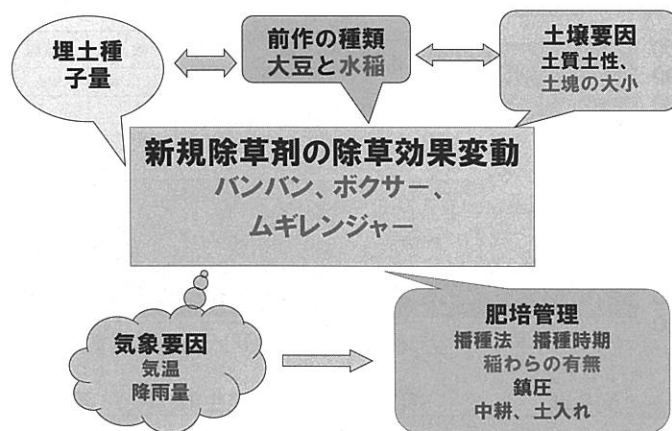 埋土種
子量
前作の種類
大豆と水稲
土壌要因
土質土性、
土塊の大小
新規除草剤の除草効果変動
バンバン、ボクサー、
ムギレンジャー
気象要因
気温
降雨量
肥培管理
播種法　播種時期
稲わらの有無
鎮圧
中耕、土入れ